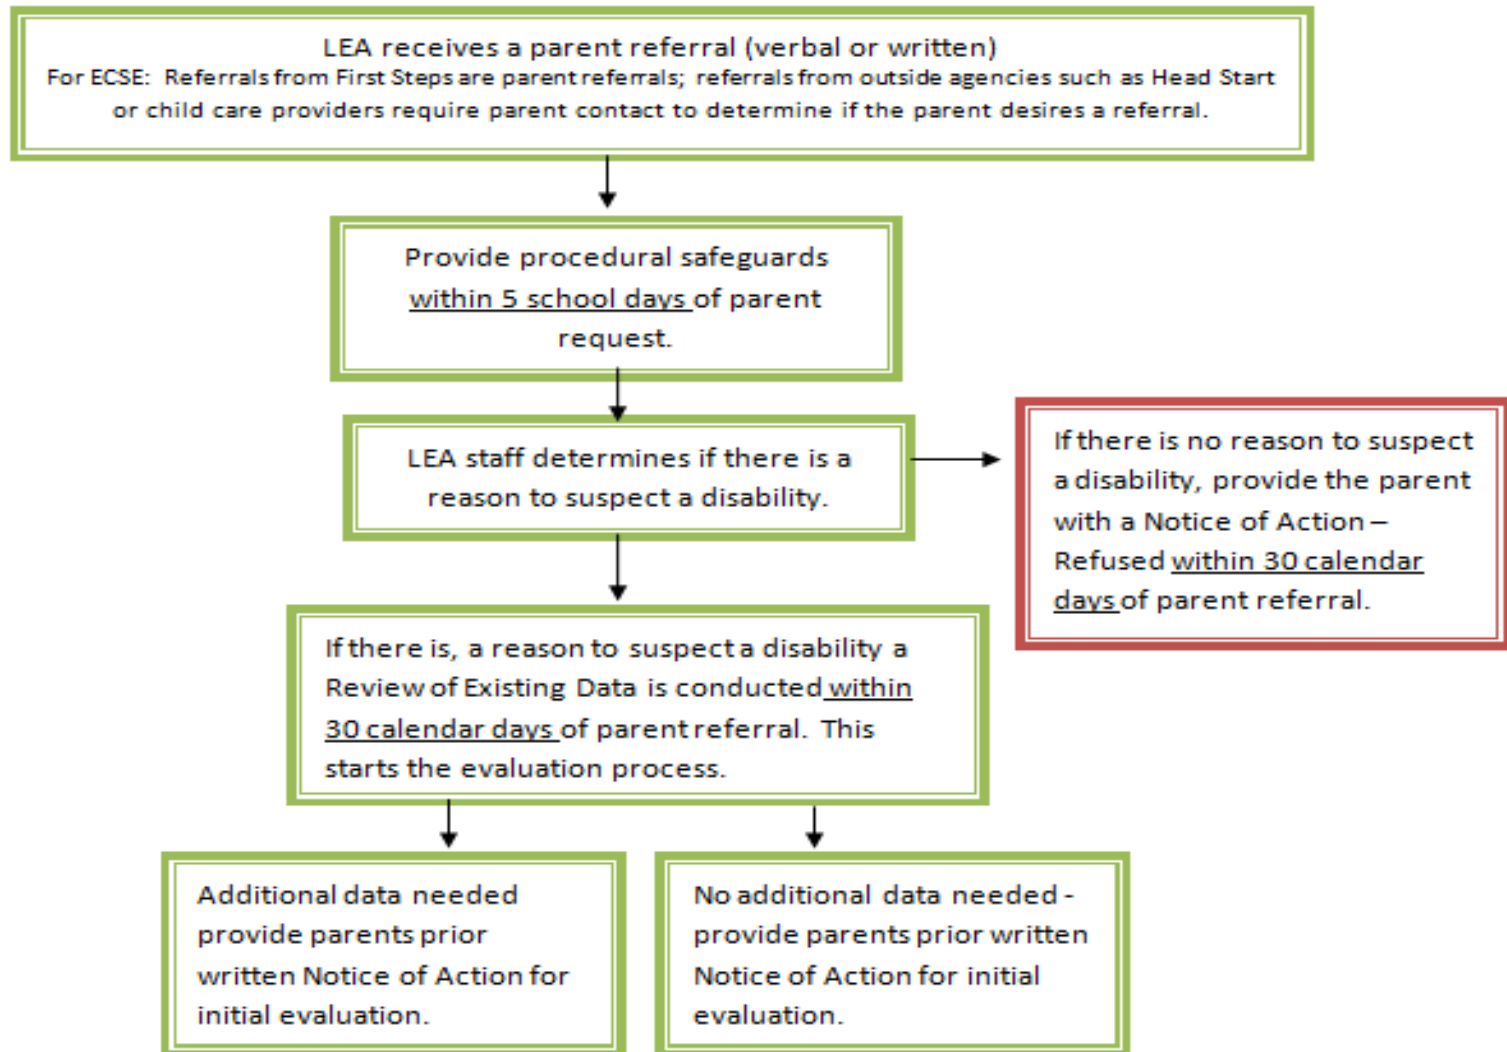 LEA receives a parent referral (verbal or written)
For ECSE: Referrals from First Steps are parent referrals; referrals from outside agencies such as Head Start
or child care providers require parent contact to determine if the parent desires a referral.
Provide procedural safeguards
within 5 school days of parent
request.
LEA staff determines if there is a
reason to suspect a disability.
If there is no reason to suspect
a disability, provide the parent
with a Notice of Action –
Refused within 30 calendar
days of parent referral.
If there is, a reason to suspect a disability a
Review of Existing Data is conducted within
30 calendar days of parent referral. This
starts the evaluation process.
Additional data needed
provide parents prior
written Notice of Action for
initial evaluation.
No additional data needed -
provide parents prior written
Notice of Action for initial
evaluation.